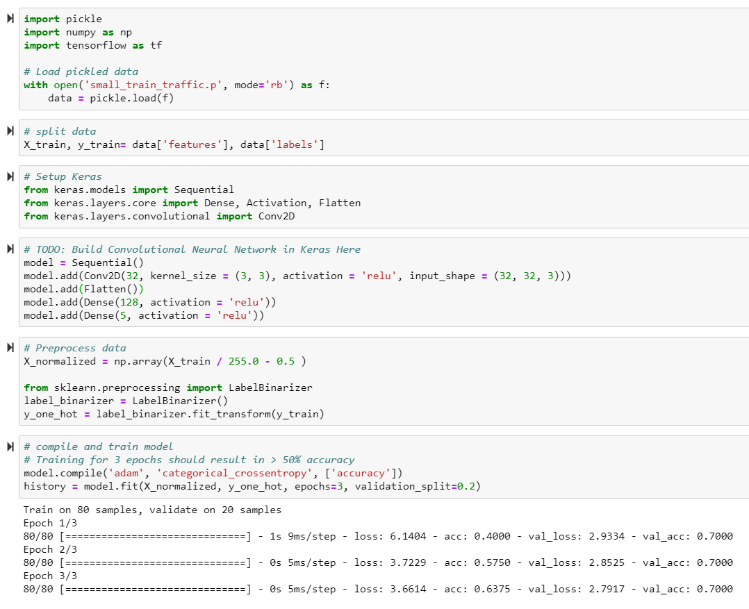 import pickle
import numpy as np
import tensorflow as tf
# Load pickled data
with open('small_train_traffic.p', mode='rb') as f:
    data = pickle.load(f)
# split data
X_train, y_train= data['features'], data['labels']
# Setup Keras
from keras.models import Sequential
from keras.layers.core import Dense, Activation, Flatten
from keras.layers.convolutional import Conv2D
# TODO: Build Convolutional Neural Network in Keras Here
model = Sequential()
model.add(Conv2D(32, kernel_size = (3, 3), activation = 'relu', input_shape = (32, 32, 3)))
model.add(Flatten())
model.add(Dense(128, activation = 'relu'))
model.add(Dense(5, activation = 'relu'))
# Preprocess data
X_normalized = np.array(X_train / 255.0 - 0.5 )
from sklearn.preprocessing import LabelBinarizer
label_binarizer = LabelBinarizer()
y_one_hot = label_binarizer.fit_transform(y_train)
# compile and train model
# Training for 3 epochs should result in > 50% accuracy
model.compile('adam', 'categorical_crossentropy', ['accuracy'])
history = model.fit(X_normalized, y_one_hot, epochs=3, validation_split=0.2)
Train on 80 samples, validate on 20 samples
Epoch 1/3
80/80 [==============================] - 1s 9ms/step - loss: 6.1404 - acc: 0.4000 - val_loss: 2.9334 - val_acc: 0.7000
Epoch 2/3
80/80 [==============================] - 0s 5ms/step - loss: 3.7229 - acc: 0.5750 - val_loss: 2.8525 - val_acc: 0.7000
Epoch 3/3
80/80 [==============================] - 0s 5ms/step - loss: 3.6614 - acc: 0.6375 - val_loss: 2.7917 - val_acc: 0.7000